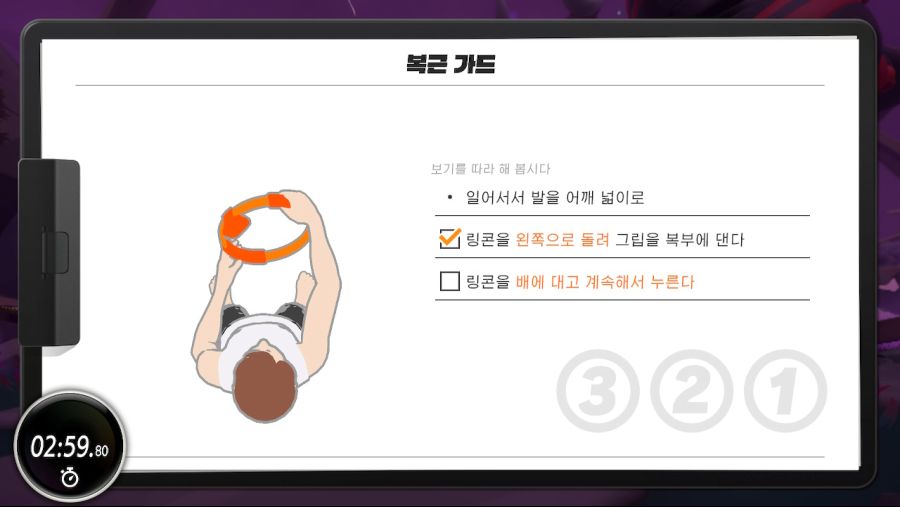 복근 가드
보기를 따라 해 봅시다
• 일어서서 발을 어깨 넓이로
링콘을 왼쪽으로 돌려 그립을 복부에 댄다
링콘을 배에 대고 계속해서 누른다
3 2 1
02:59.80